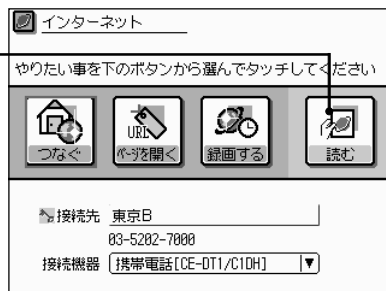 インターネット
やりたい事を下のボタンから選んでタッチしてください
つなぐ
URL
ページを開く
録画する
読む
接続先 東京B
03-5202-7000
接続機器 携帯電話[CE-DT1/C1DH] ▼